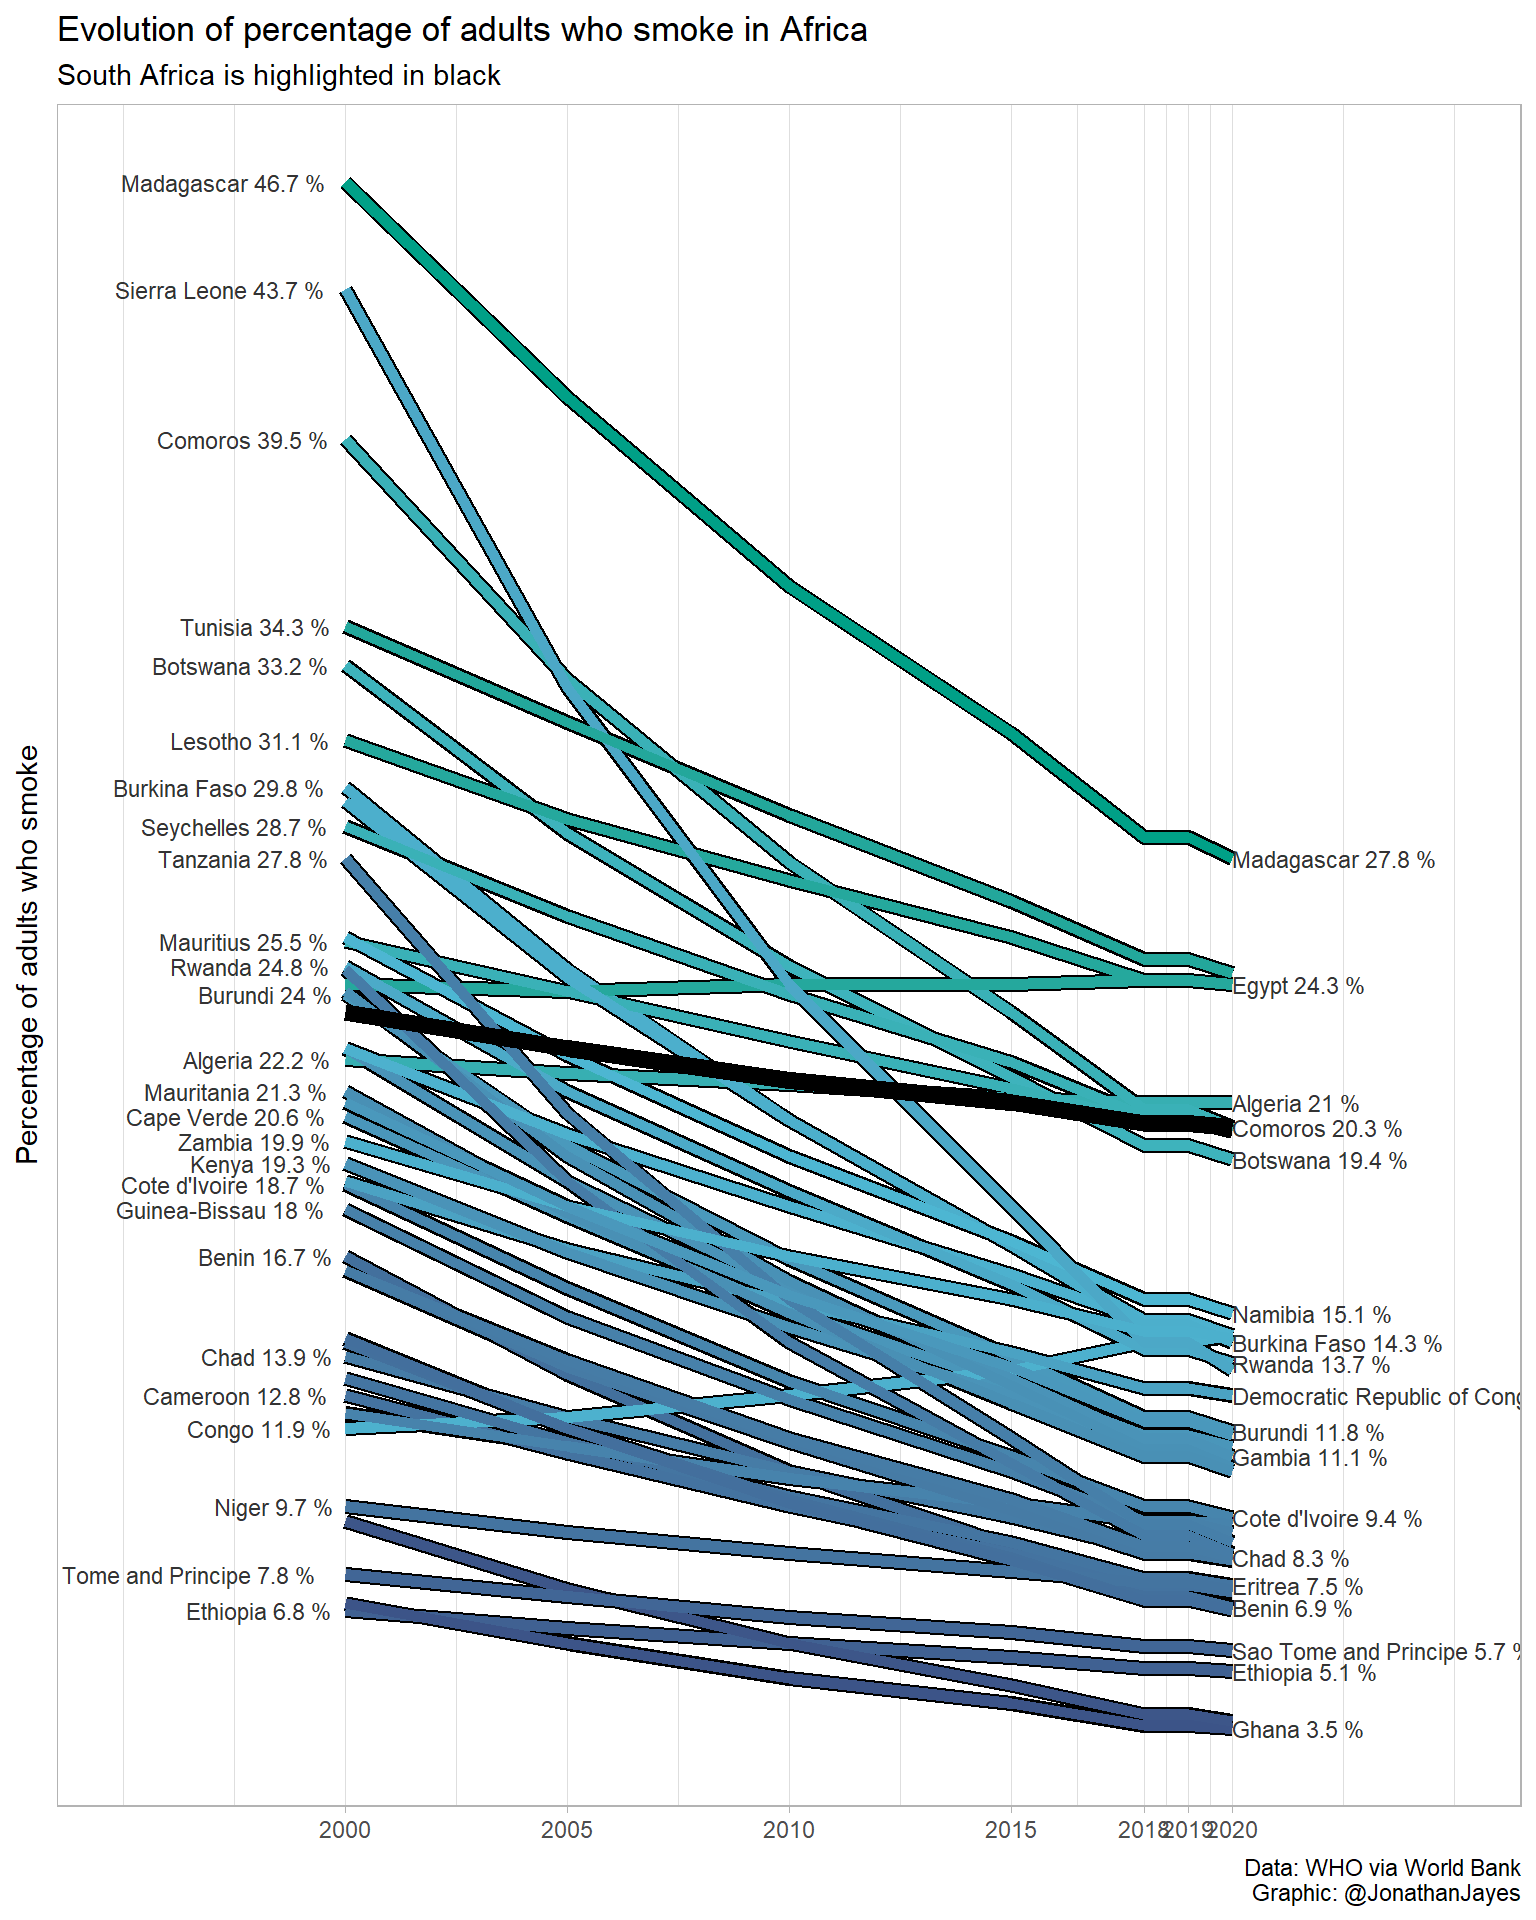 Evolution of percentage of adults who smoke in Africa
South Africa is highlighted in black
Percentage of adults who smoke
Madagascar 46.7 %
Sierra Leone 43.7 %
Comoros 39.5 %
Tunisia 34.3 %
Botswana 33.2 %
Lesotho 31.1 %
Burkina Faso 29.8 %
Seychelles 28.7 %
Tanzania 27.8 %
Mauritius 25.5 %
Rwanda 24.8 %
Burundi 24 %
Algeria 22.2 %
Mauritania 21.3 %
Cape Verde 20.6 %
Zambia 19.9 %
Kenya 19.3 %
Cote d'Ivoire 18.7 %
Guinea-Bissau 18 %
Benin 16.7 %
Chad 13.9 %
Cameroon 12.8 %
Congo 11.9 %
Niger 9.7 %
Tome and Principe 7.8 %
Ethiopia 6.8 %
Madagascar 27.8 %
Egypt 24.3 %
Algeria 21 %
Comoros 20.3 %
Botswana 19.4 %
Namibia 15.1 %
Burkina Faso 14.3 %
Rwanda 13.7 %
Democratic Republic of Cong
Burundi 11.8 %
Gambia 11.1 %
Cote d'Ivoire 9.4 %
Chad 8.3 %
Eritrea 7.5 %
Benin 6.9 %
Sao Tome and Principe 5.7 %
Ethiopia 5.1 %
Ghana 3.5 %
2000 2005 2010 2015 2018 2019 2020
Data: WHO via World Bank
Graphic: @JonathanJayes